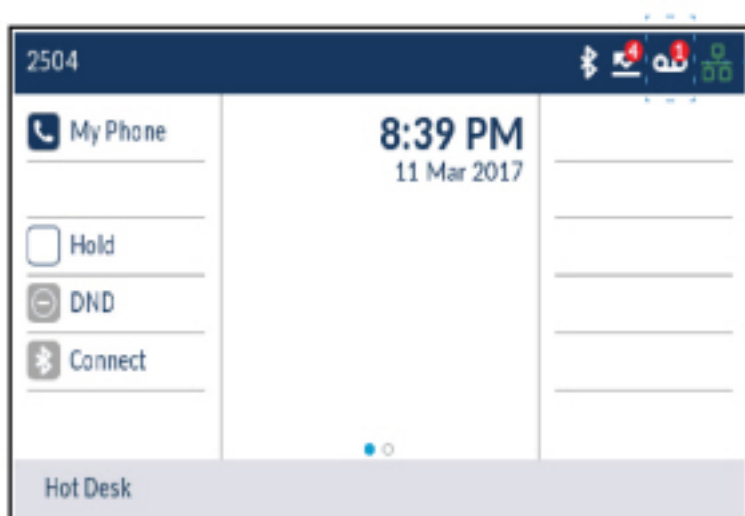 2504
4
1
My Phone
8:39 PM
11 Mar 2017
Hold
DND
Connect
Hot Desk